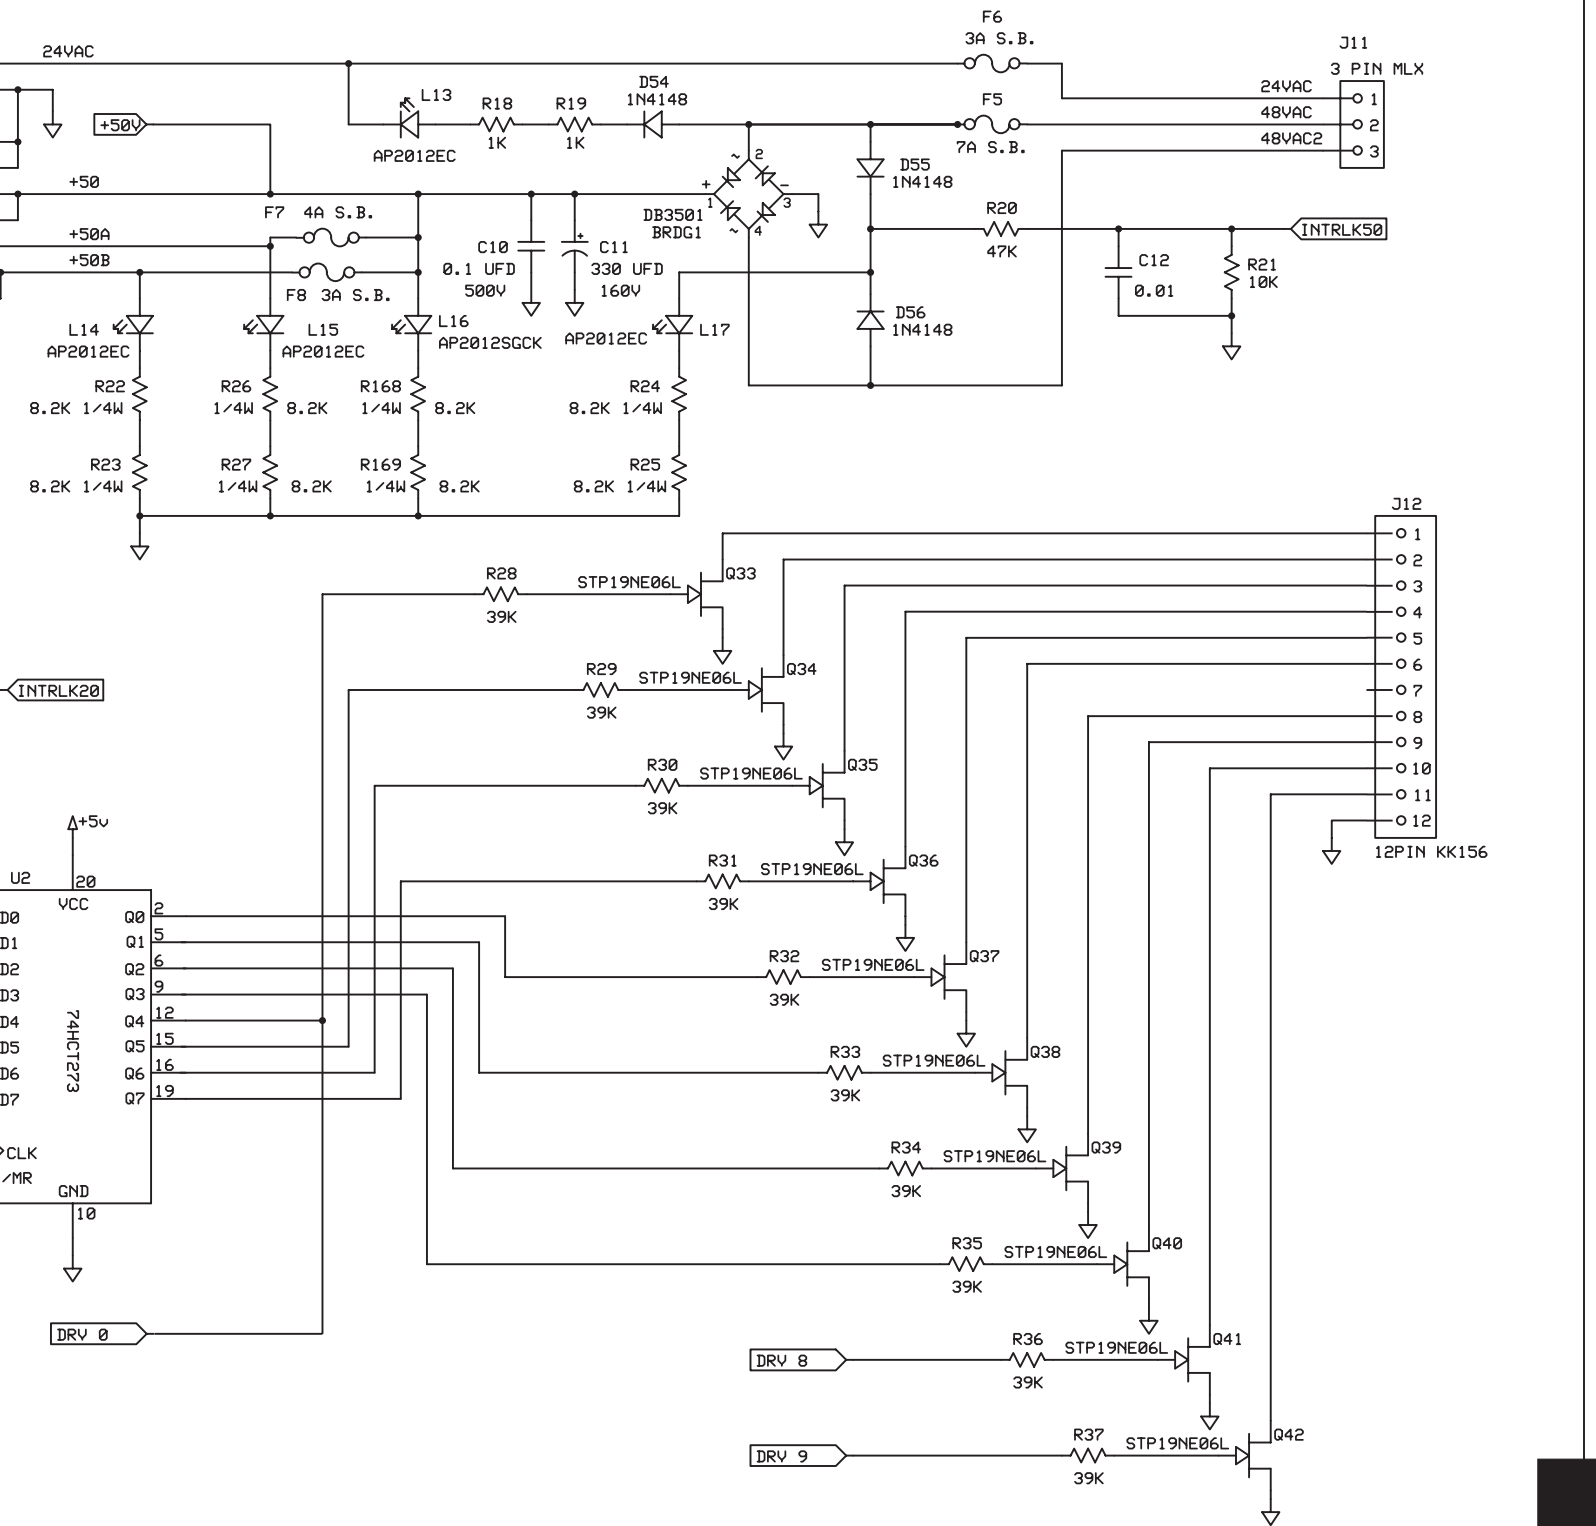 F6
3A S.B.
J11
3 PIN MLX
24VAC
24VAC
1
F5
48VAC
2
7A S.B.
48VAC2
3
+50V
L13
AP2012EC
R18
1K
R19
1K
D54
1N4148
+50
~ 2
+ 1
- 3
~ 4
DB3501
BRDG1
D55
1N4148
F7 4A S.B.
+50A
+50B
F8 3A S.B.
C10
0.1 UFD
500V
+
C11
330 UFD
160V
R20
47K
INTRLK50
C12
0.01
R21
10K
D56
1N4148
L14
AP2012EC
L15
AP2012EC
L16
AP2012SGCK
AP2012EC
L17
R22
8.2K 1/4W
R26
1/4W 8.2K
R168
1/4W 8.2K
R24
8.2K 1/4W
R23
8.2K 1/4W
R27
1/4W 8.2K
R169
1/4W 8.2K
R25
8.2K 1/4W
J12
1
2
3
4
5
6
7
8
9
10
11
12
12PIN KK156
R28
39K
STP19NE06L
Q33
R29
39K
STP19NE06L
Q34
INTRLK20
R30
39K
STP19NE06L
Q35
R31
39K
STP19NE06L
Q36
R32
39K
STP19NE06L
Q37
R33
39K
STP19NE06L
Q38
R34
39K
STP19NE06L
Q39
R35
39K
STP19NE06L
Q40
R36
39K
STP19NE06L
Q41
R37
39K
STP19NE06L
Q42
+5v
U2
20
VCC
D0 Q0 2
D1 Q1 5
D2 Q2 6
D3 Q3 9
D4 Q4 12
D5 Q5 15
D6 Q6 16
D7 Q7 19
74HCT273
CLK
/MR
GND
10
DRV 0
DRV 8
DRV 9